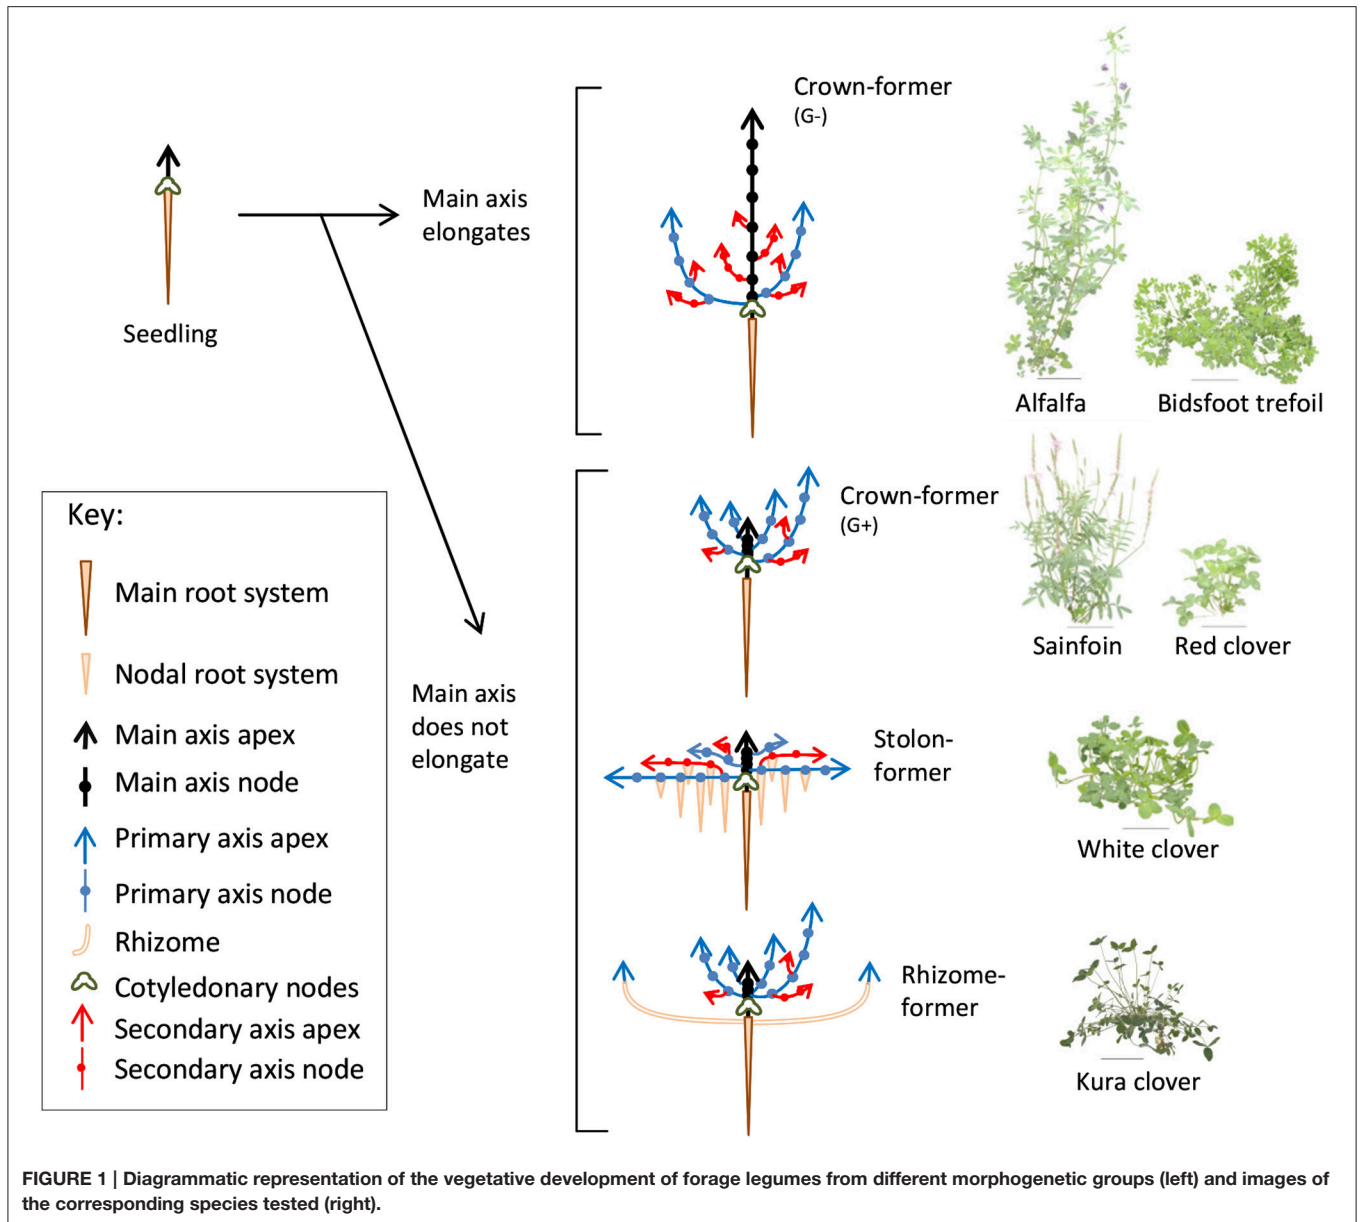 Seedling
Main axis
elongates
Main axis
does not
elongate
Key:
Main root system
Nodal root system
Main axis apex
Main axis node
Primary axis apex
Primary axis node
Rhizome
Cotyledonary nodes
Secondary axis apex
Secondary axis node
Crown-former
(G-)
Alfalfa
Bidsfoot trefoil
Crown-former
(G+)
Sainfoin
Red clover
Stolon-
former
White clover
Rhizome-
former
Kura clover
FIGURE 1 | Diagrammatic representation of the vegetative development of forage legumes from different morphogenetic groups (left) and images of
the corresponding species tested (right).